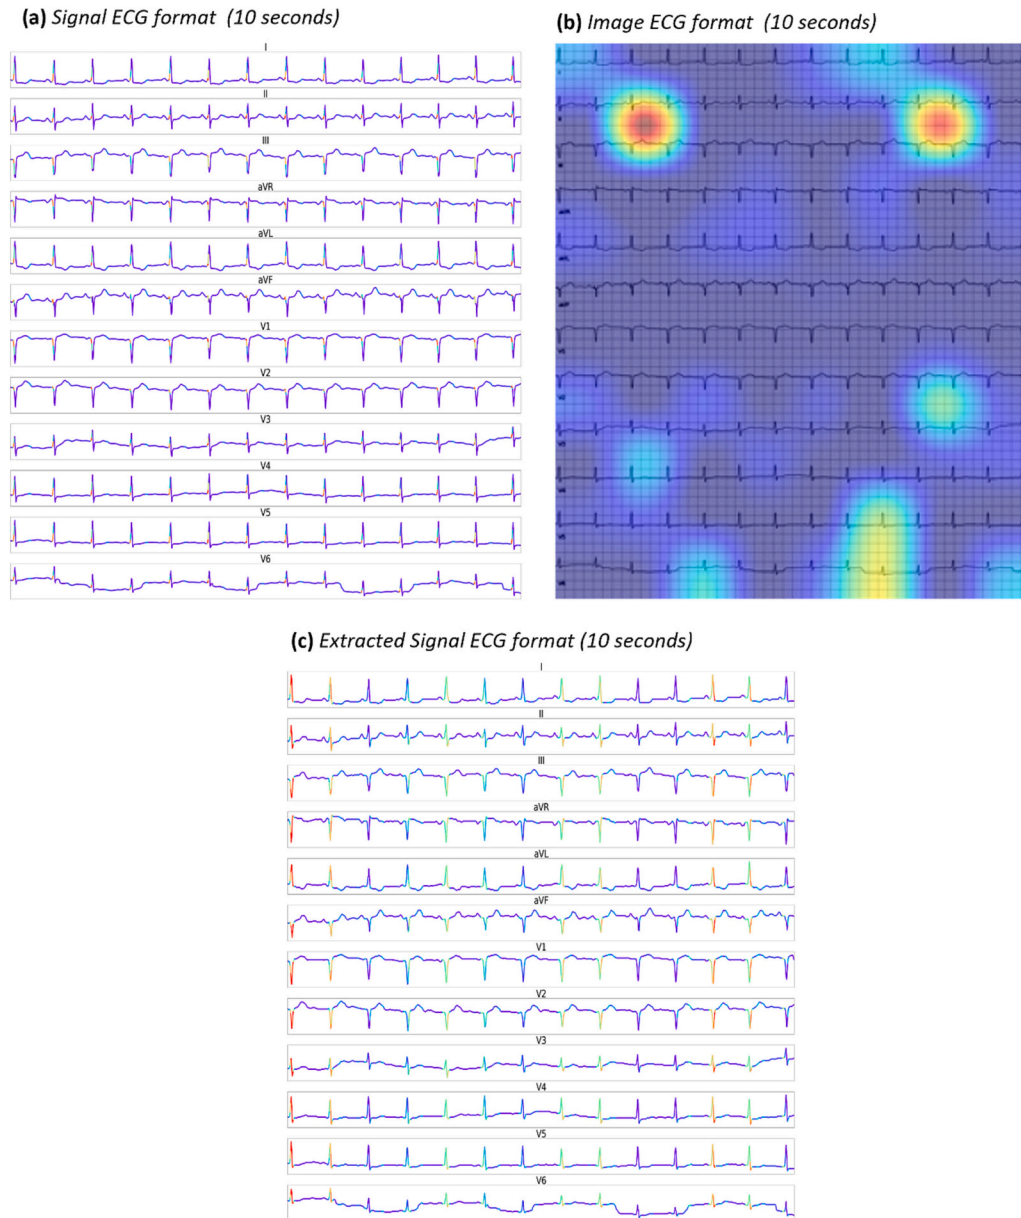 (a) Signal ECG format (10 seconds)
I
II
III
aVR
aVL
aVF
V1
V2
V3
V4
V5
V6
(b) Image ECG format (10 seconds)
(c) Extracted Signal ECG format (10 seconds)
I
II
III
aVR
aVL
aVF
V1
V2
V3
V4
V5
V6